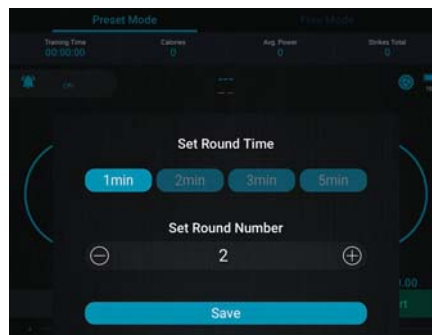 Preset Mode Free Mode
Training Time Calories Avg. Power Strikes Total
00:00:00 0 0 0
Set Round Time
1min 2min 3min 5min
Set Round Number
2
Save